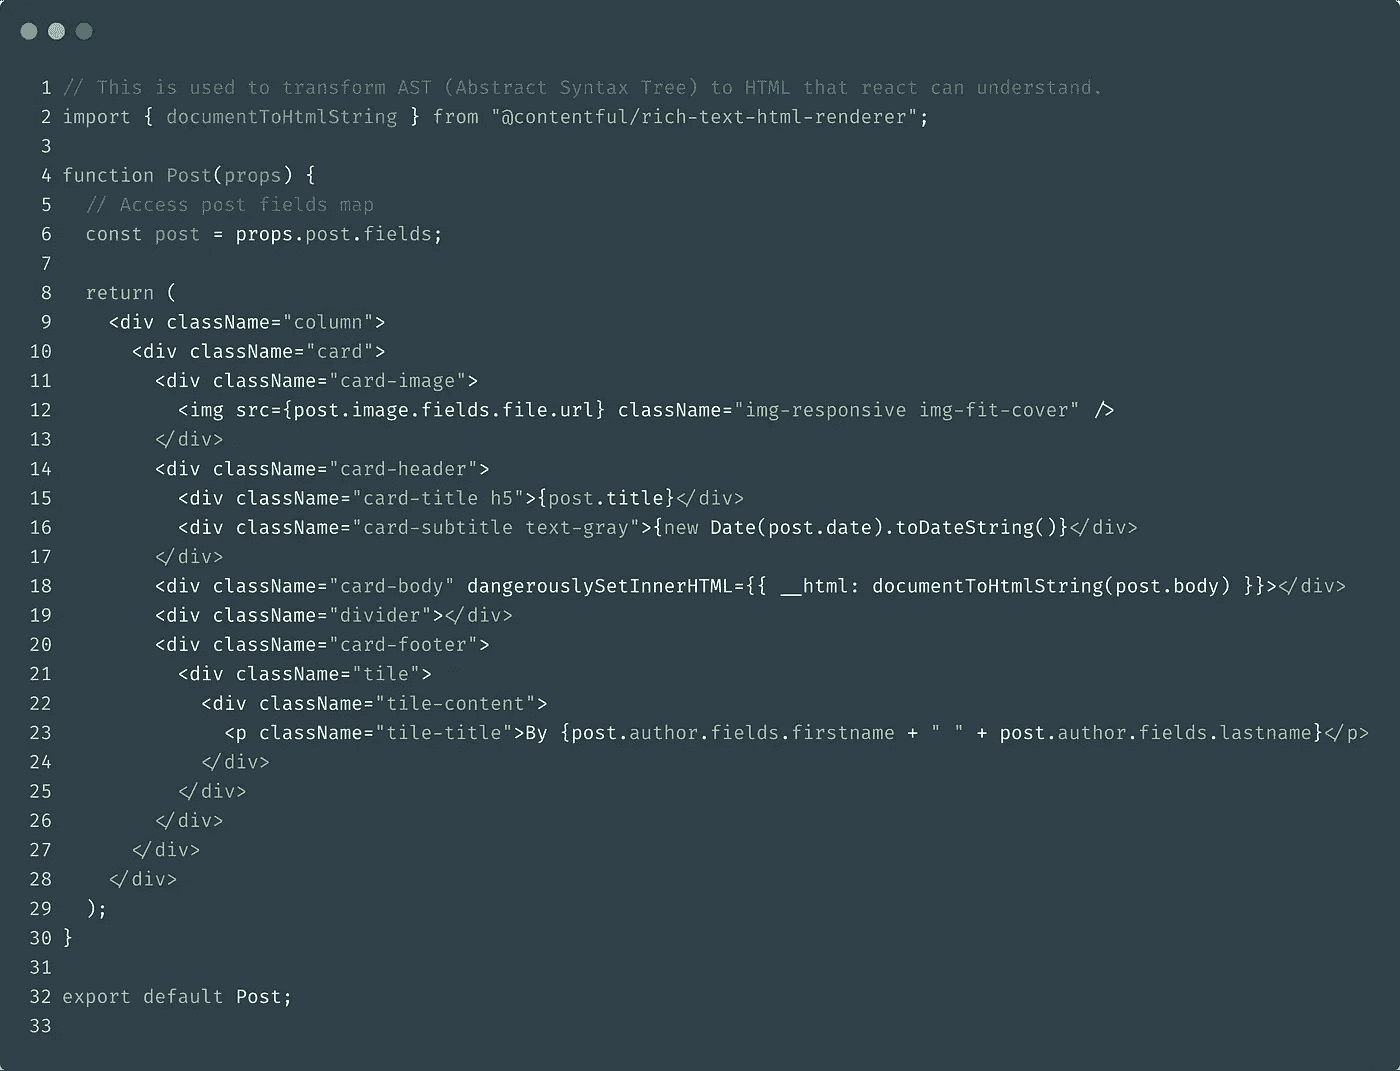 1 // This is used to transform AST (Abstract Syntax Tree) to HTML that react can understand.
2 import { documentToHtmlString } from "@contentful/rich-text-html-renderer";
3
4 function Post(props) {
5   // Access post fields map
6   const post = props.post.fields;
7
8   return (
9     <div className="column">
10       <div className="card">
11         <div className="card-image">
12           <img src={post.image.fields.file.url} className="img-responsive img-fit-cover" />
13         </div>
14         <div className="card-header">
15           <div className="card-title h5">{post.title}</div>
16           <div className="card-subtitle text-gray">{new Date(post.date).toDateString()}</div>
17         </div>
18         <div className="card-body" dangerouslySetInnerHTML={{ __html: documentToHtmlString(post.body) }}></div>
19         <div className="divider"></div>
20         <div className="card-footer">
21           <div className="tile">
22             <div className="tile-content">
23               <p className="tile-title">By {post.author.fields.firstname + " " + post.author.fields.lastname}</p>
24             </div>
25           </div>
26         </div>
27       </div>
28     </div>
29   );
30 }
31
32 export default Post;
33